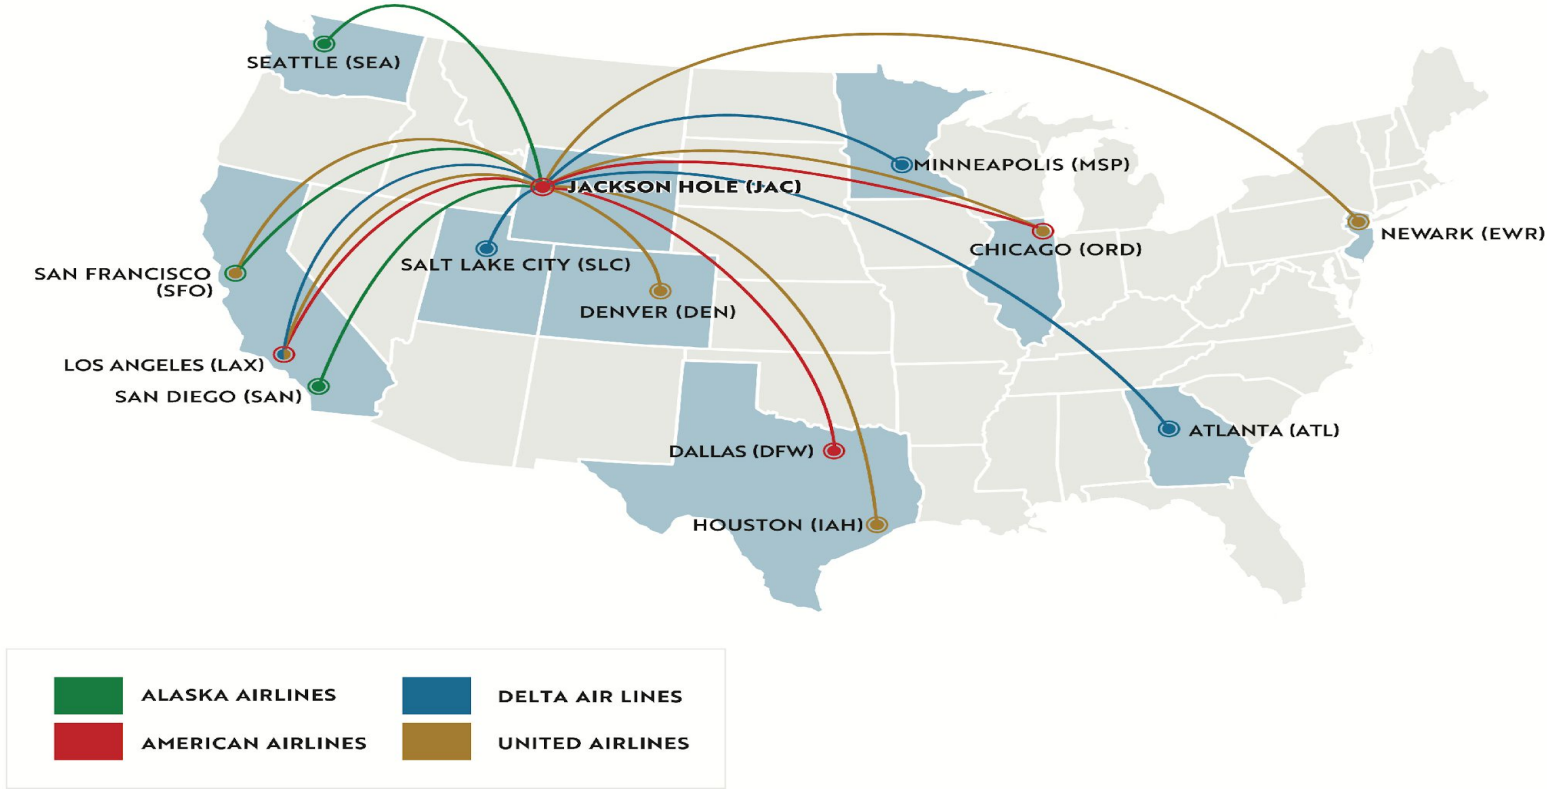 SEATTLE (SEA)
MINNEAPOLIS (MSP)
JACKSON HOLE (JAC)
NEWARK (EWR)
CHICAGO (ORD)
SALT LAKE CITY (SLC)
SAN FRANCISCO
(SFO)
DENVER (DEN)
LOS ANGELES (LAX)
SAN DIEGO (SAN)
ATLANTA (ATL)
DALLAS (DFW)
HOUSTON (IAH)
ALASKA AIRLINES
DELTA AIR LINES
AMERICAN AIRLINES
UNITED AIRLINES